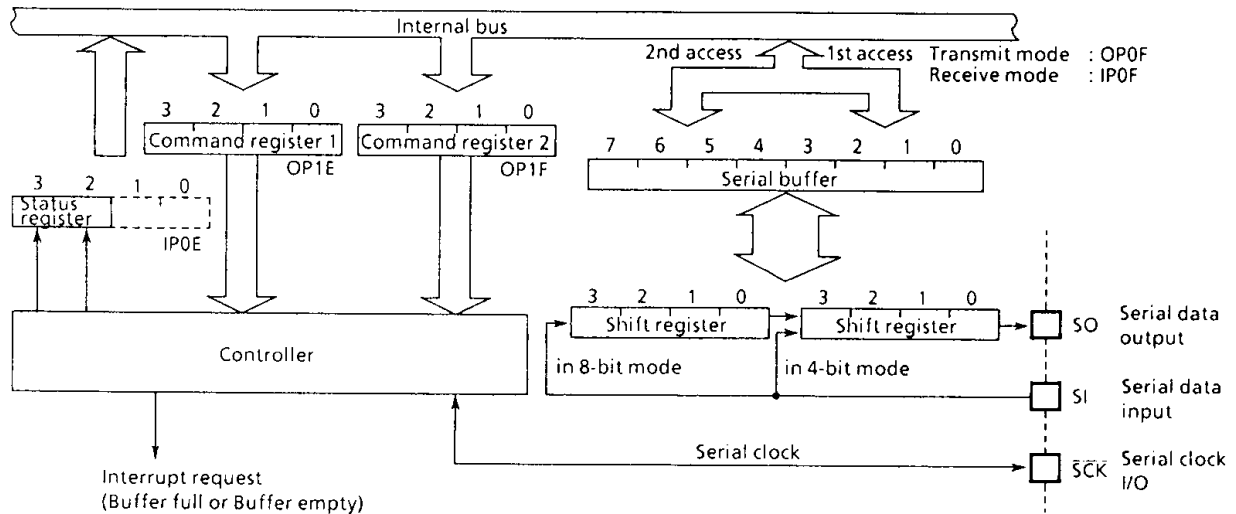 Internal bus
2nd access
1st access
Transmit mode : OP0F
Receive mode : IP0F
3 2 1 0
Command register 1
OP1E
3 2 1 0
Command register 2
OP1F
7 6 5 4 3 2 1 0
Serial buffer
3 2 1 0
Status
register
IP0E
3 2 1 0
Shift register
3 2 1 0
Shift register
SO Serial data
output
Controller
in 8-bit mode
in 4-bit mode
SI Serial data
input
Serial clock
SCK Serial clock
I/O
Interrupt request
(Buffer full or Buffer empty)